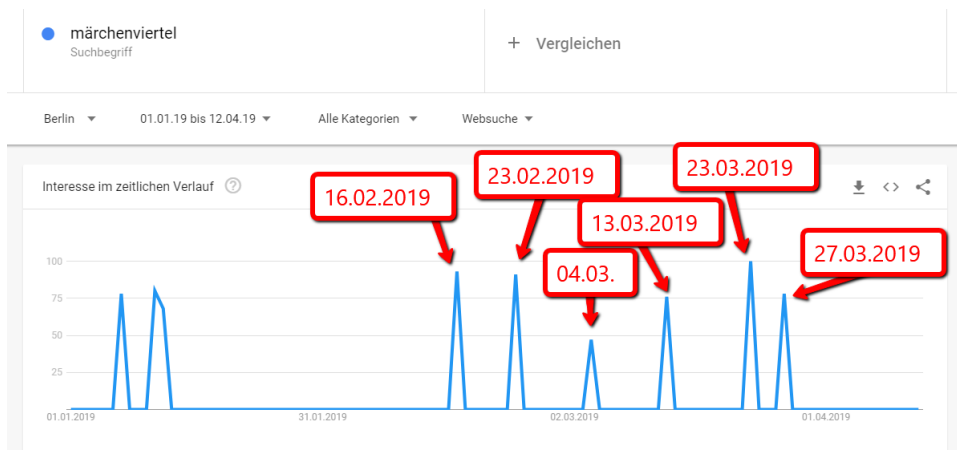 märchenviertel
Suchbegriff
+ Vergleichen
Berlin
01.01.19 bis 12.04.19
Alle Kategorien
Websuche
Interesse im zeitlichen Verlauf ?
16.02.2019
23.02.2019
04.03.
13.03.2019
23.03.2019
27.03.2019
100
75
50
25
01.01.2019
31.01.2019
02.03.2019
01.04.2019